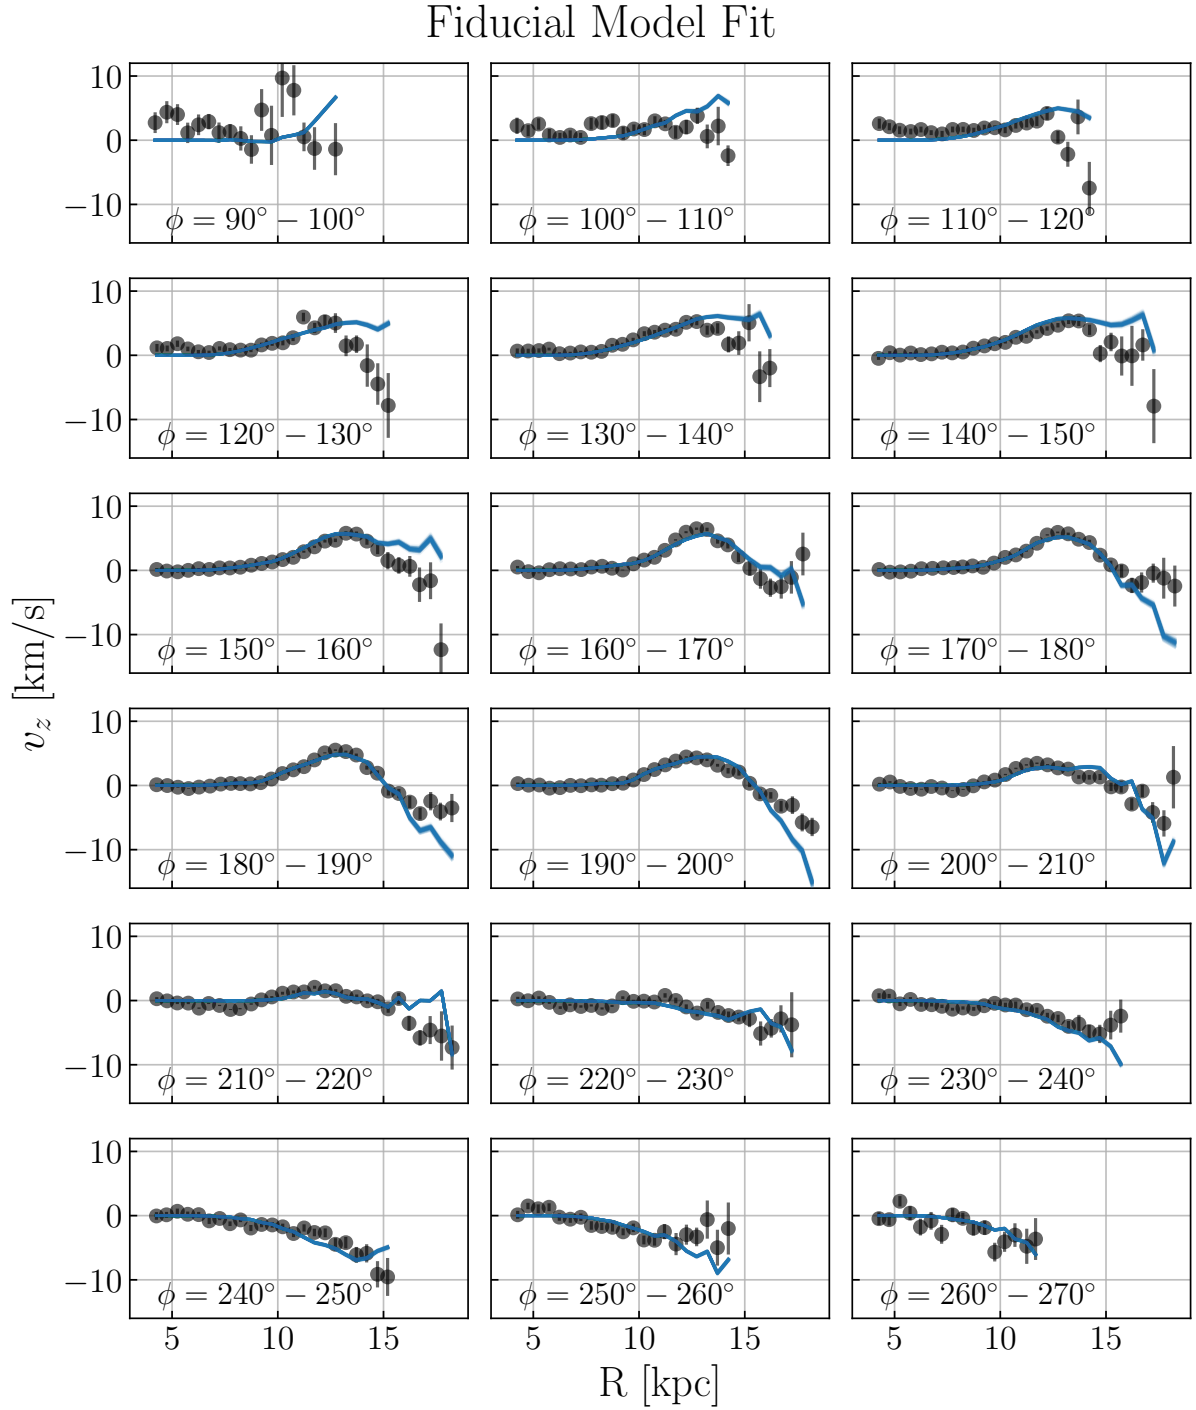 Fiducial Model Fit
10
0
−10
ϕ = 90° − 100°
ϕ = 100° − 110°
ϕ = 110° − 120°
10
0
−10
ϕ = 120° − 130°
ϕ = 130° − 140°
ϕ = 140° − 150°
10
0
−10
ϕ = 150° − 160°
ϕ = 160° − 170°
ϕ = 170° − 180°
v_z [km/s]
10
0
−10
ϕ = 180° − 190°
ϕ = 190° − 200°
ϕ = 200° − 210°
10
0
−10
ϕ = 210° − 220°
ϕ = 220° − 230°
ϕ = 230° − 240°
10
0
−10
ϕ = 240° − 250°
ϕ = 250° − 260°
ϕ = 260° − 270°
5 10 15 5 10 15 5 10 15
R [kpc]